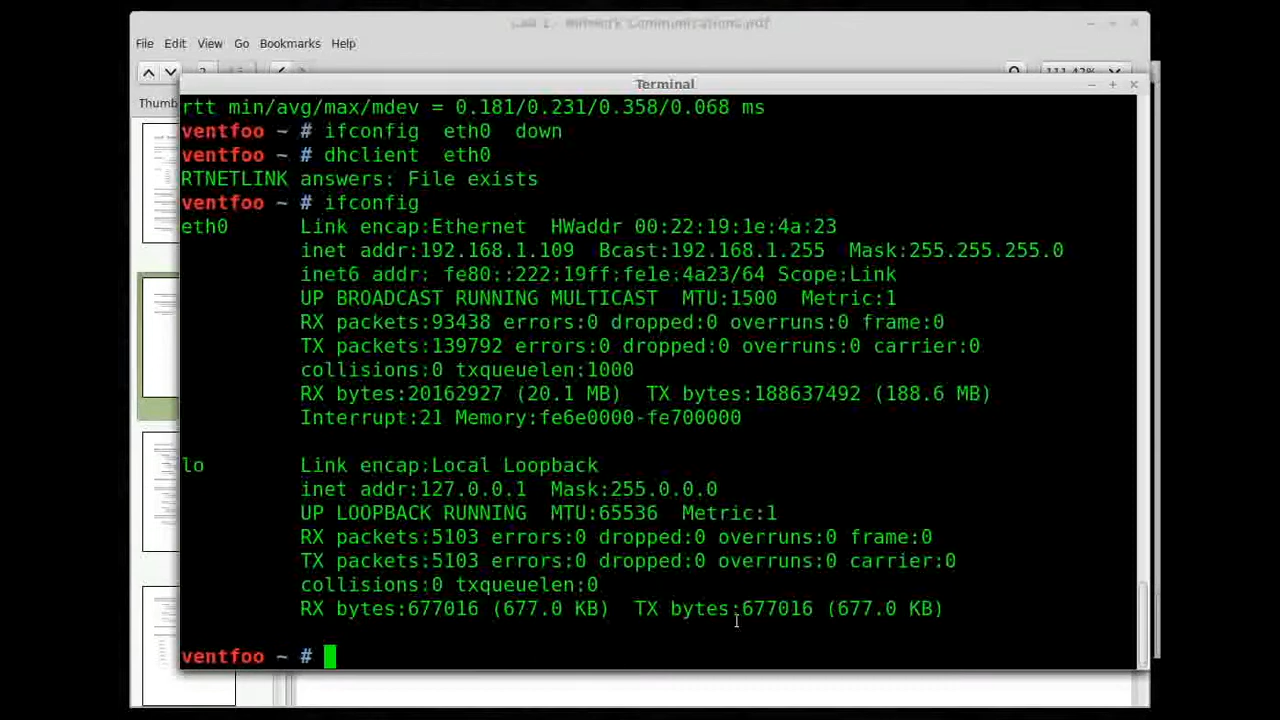 Lab 1 - Network Communications.pdf
File Edit View Go Bookmarks Help
111.42%
Terminal
Thumb
rtt min/avg/max/mdev = 0.181/0.231/0.358/0.068 ms
ventfoo ~ # ifconfig  eth0  down
ventfoo ~ # dhclient  eth0
RTNETLINK answers: File exists
ventfoo ~ # ifconfig
eth0      Link encap:Ethernet  HWaddr 00:22:19:1e:4a:23
          inet addr:192.168.1.109  Bcast:192.168.1.255  Mask:255.255.255.0
          inet6 addr: fe80::222:19ff:fe1e:4a23/64 Scope:Link
          UP BROADCAST RUNNING MULTICAST  MTU:1500  Metric:1
          RX packets:93438 errors:0 dropped:0 overruns:0 frame:0
          TX packets:139792 errors:0 dropped:0 overruns:0 carrier:0
          collisions:0 txqueuelen:1000
          RX bytes:20162927 (20.1 MB)  TX bytes:188637492 (188.6 MB)
          Interrupt:21 Memory:fe6e0000-fe700000
lo        Link encap:Local Loopback
          inet addr:127.0.0.1  Mask:255.0.0.0
          UP LOOPBACK RUNNING  MTU:65536  Metric:1
          RX packets:5103 errors:0 dropped:0 overruns:0 frame:0
          TX packets:5103 errors:0 dropped:0 overruns:0 carrier:0
          collisions:0 txqueuelen:0
          RX bytes:677016 (677.0 KB)  TX bytes:677016 (677.0 KB)
ventfoo ~ #